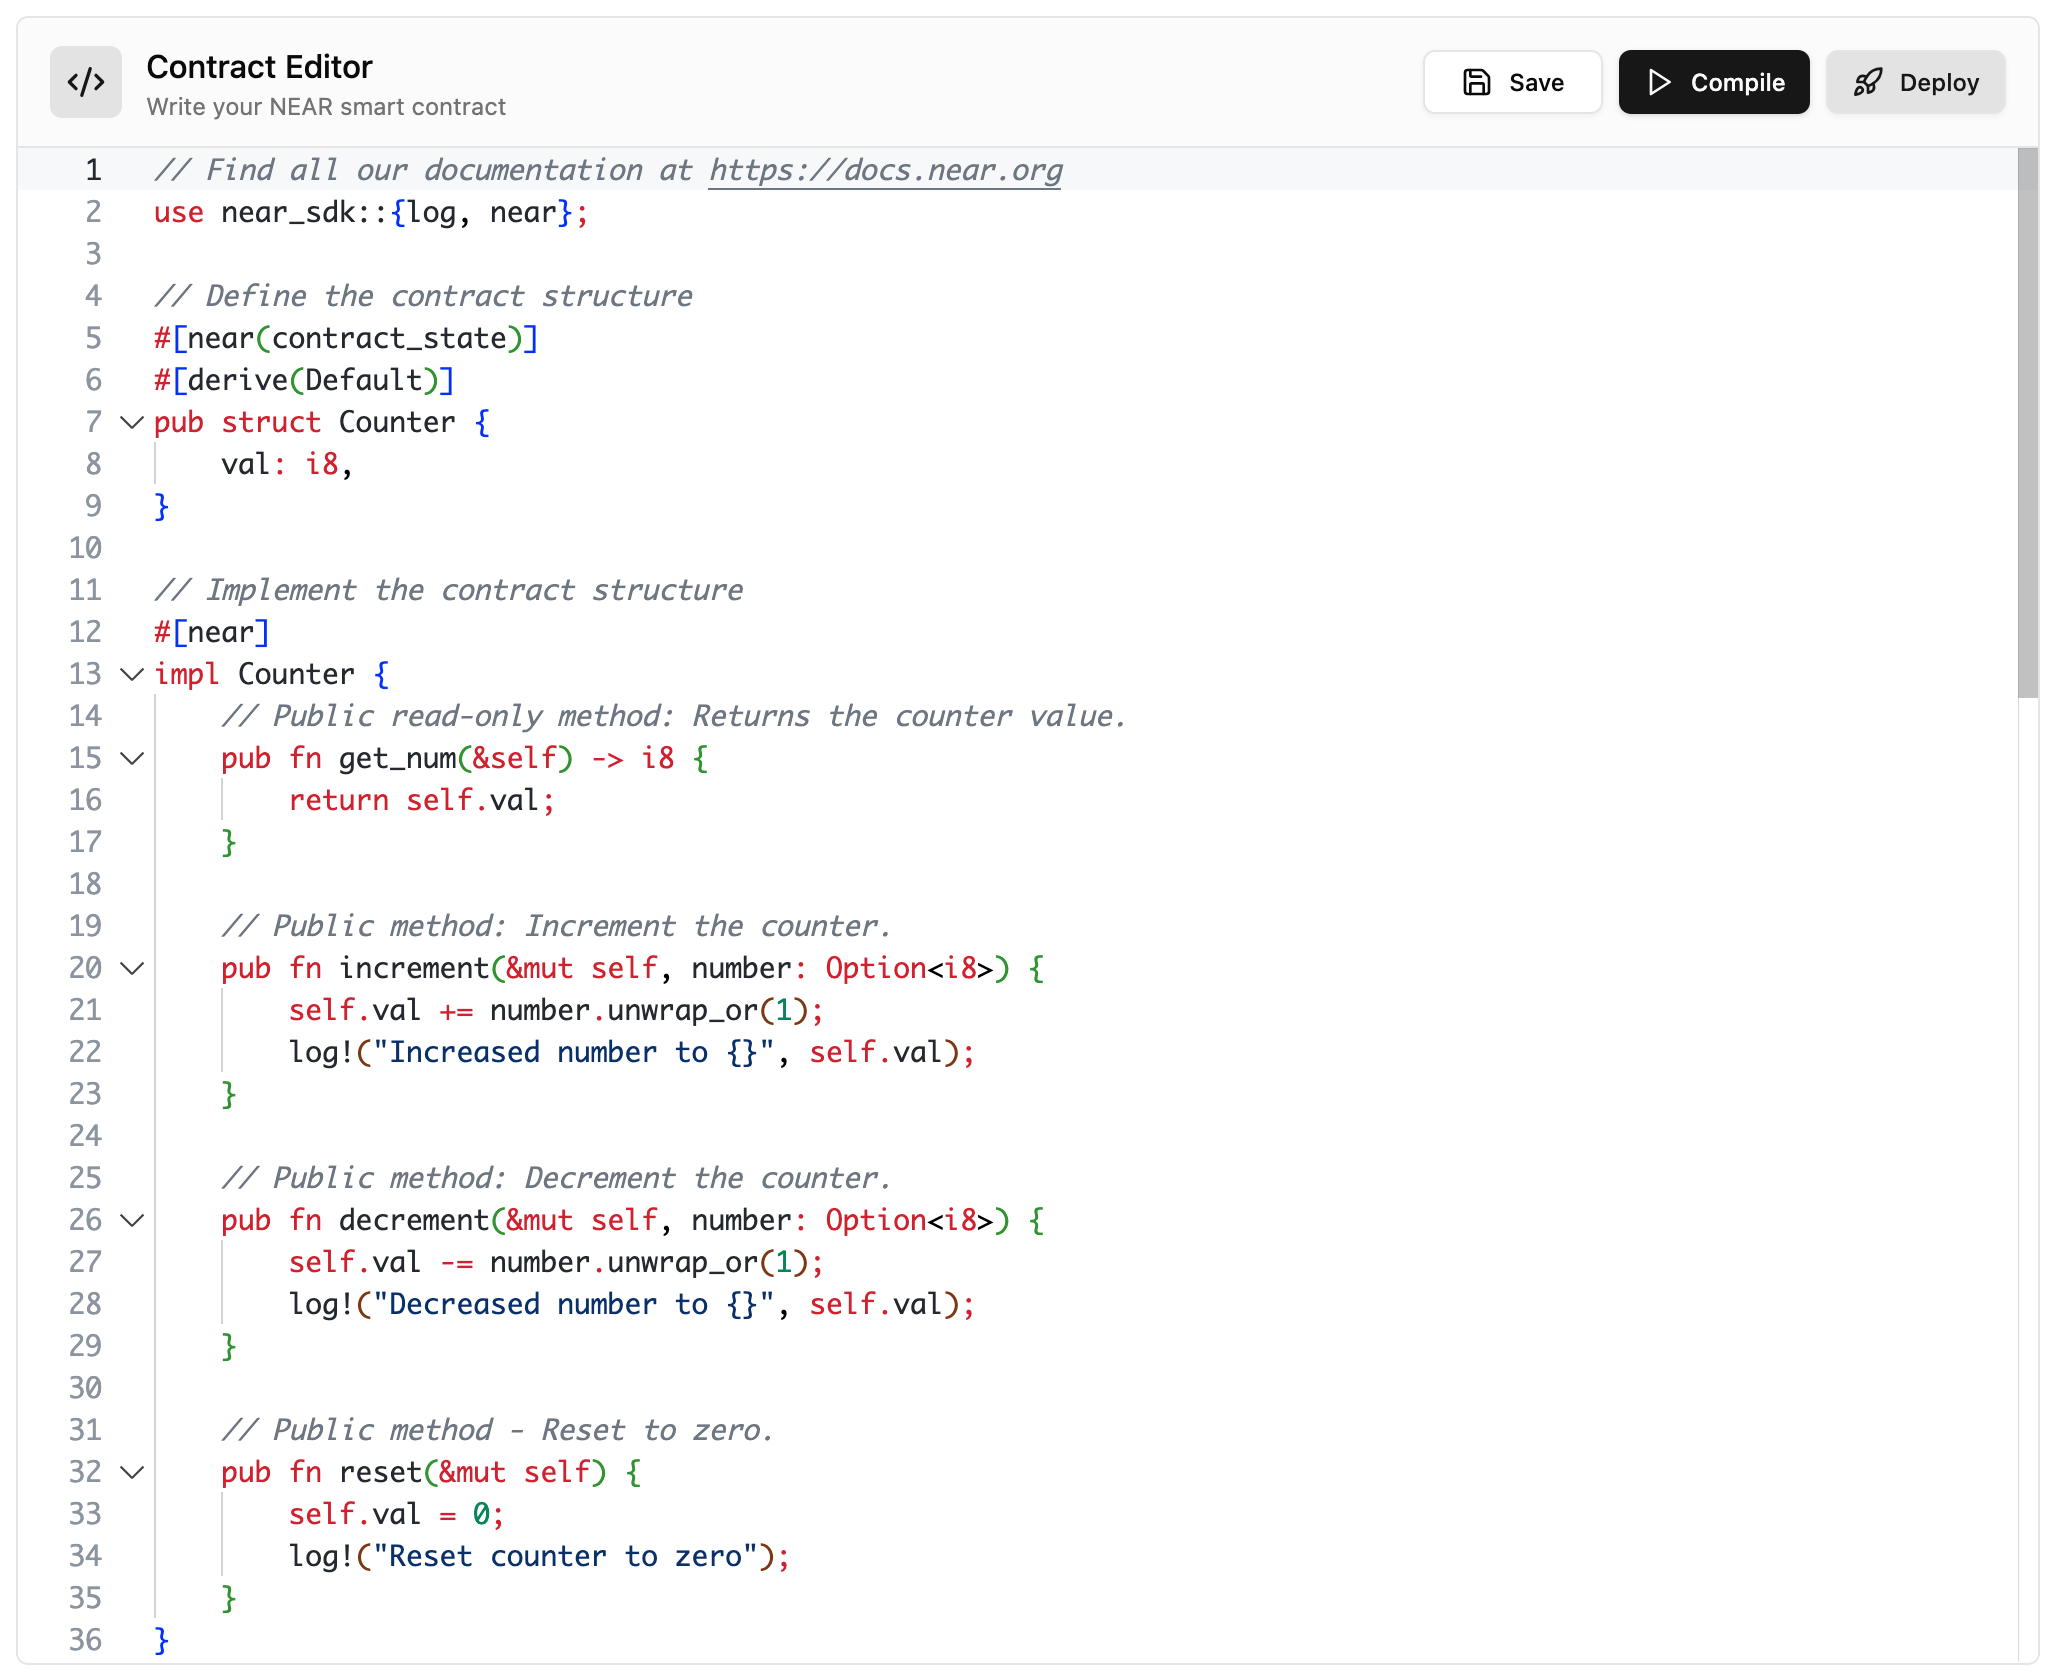 Contract Editor
Write your NEAR smart contract
Save
Compile
Deploy
1 // Find all our documentation at https://docs.near.org
2 use near_sdk::{log, near};
3
4 // Define the contract structure
5 #[near(contract_state)]
6 #[derive(Default)]
7 pub struct Counter {
8     val: i8,
9 }
10
11 // Implement the contract structure
12 #[near]
13 impl Counter {
14     // Public read-only method: Returns the counter value.
15     pub fn get_num(&self) -> i8 {
16         return self.val;
17     }
18
19     // Public method: Increment the counter.
20     pub fn increment(&mut self, number: Option<i8>) {
21         self.val += number.unwrap_or(1);
22         log!("Increased number to {}", self.val);
23     }
24
25     // Public method: Decrement the counter.
26     pub fn decrement(&mut self, number: Option<i8>) {
27         self.val -= number.unwrap_or(1);
28         log!("Decreased number to {}", self.val);
29     }
30
31     // Public method - Reset to zero.
32     pub fn reset(&mut self) {
33         self.val = 0;
34         log!("Reset counter to zero");
35     }
36 }